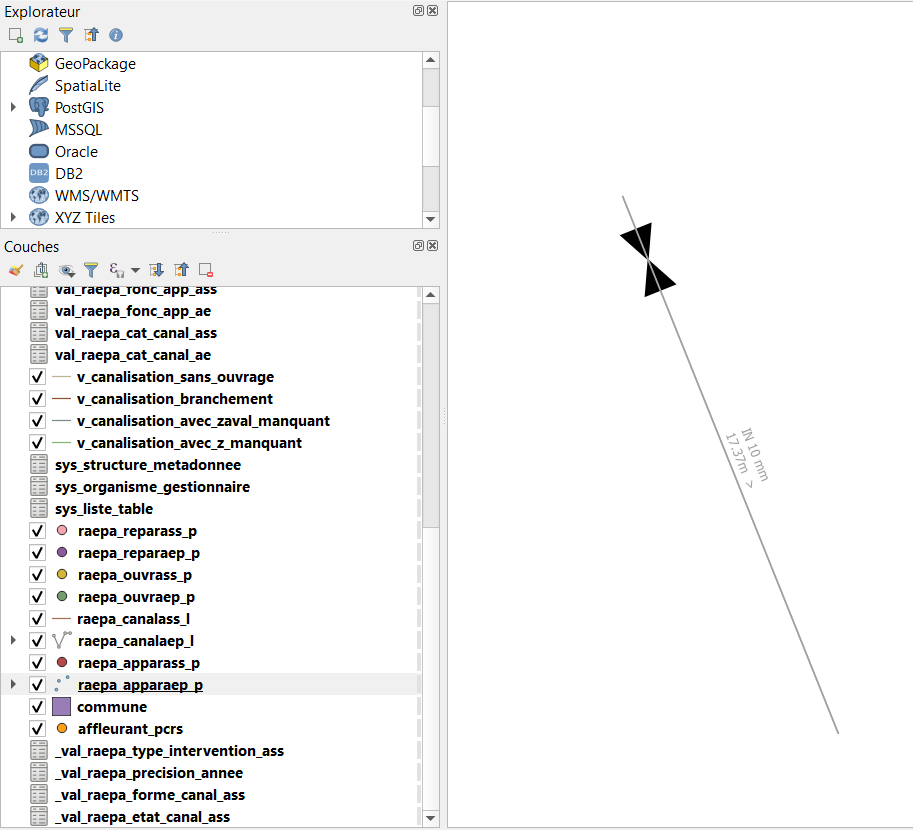 Explorateur
GeoPackage
SpatiaLite
PostGIS
MSSQL
Oracle
DB2
DB2
WMS/WMTS
XYZ Tiles
Couches
val_raepa_fonc_app_ass
val_raepa_fonc_app_ae
val_raepa_cat_canal_ass
val_raepa_cat_canal_ae
v_canalisation_sans_ouvrage
v_canalisation_branchement
v_canalisation_avec_zaval_manquant
v_canalisation_avec_z_manquant
sys_structure_metadonnee
sys_organisme_gestionnaire
sys_liste_table
raepa_reparass_p
raepa_reparaep_p
raepa_ouvrass_p
raepa_ouvraep_p
raepa_canalass_l
raepa_canalaep_l
raepa_apparass_p
raepa_apparaep_p
commune
affleurant_pcrs
_val_raepa_type_intervention_ass
_val_raepa_precision_annee
_val_raepa_forme_canal_ass
_val_raepa_etat_canal_ass
IN 10 mm
17.37m >